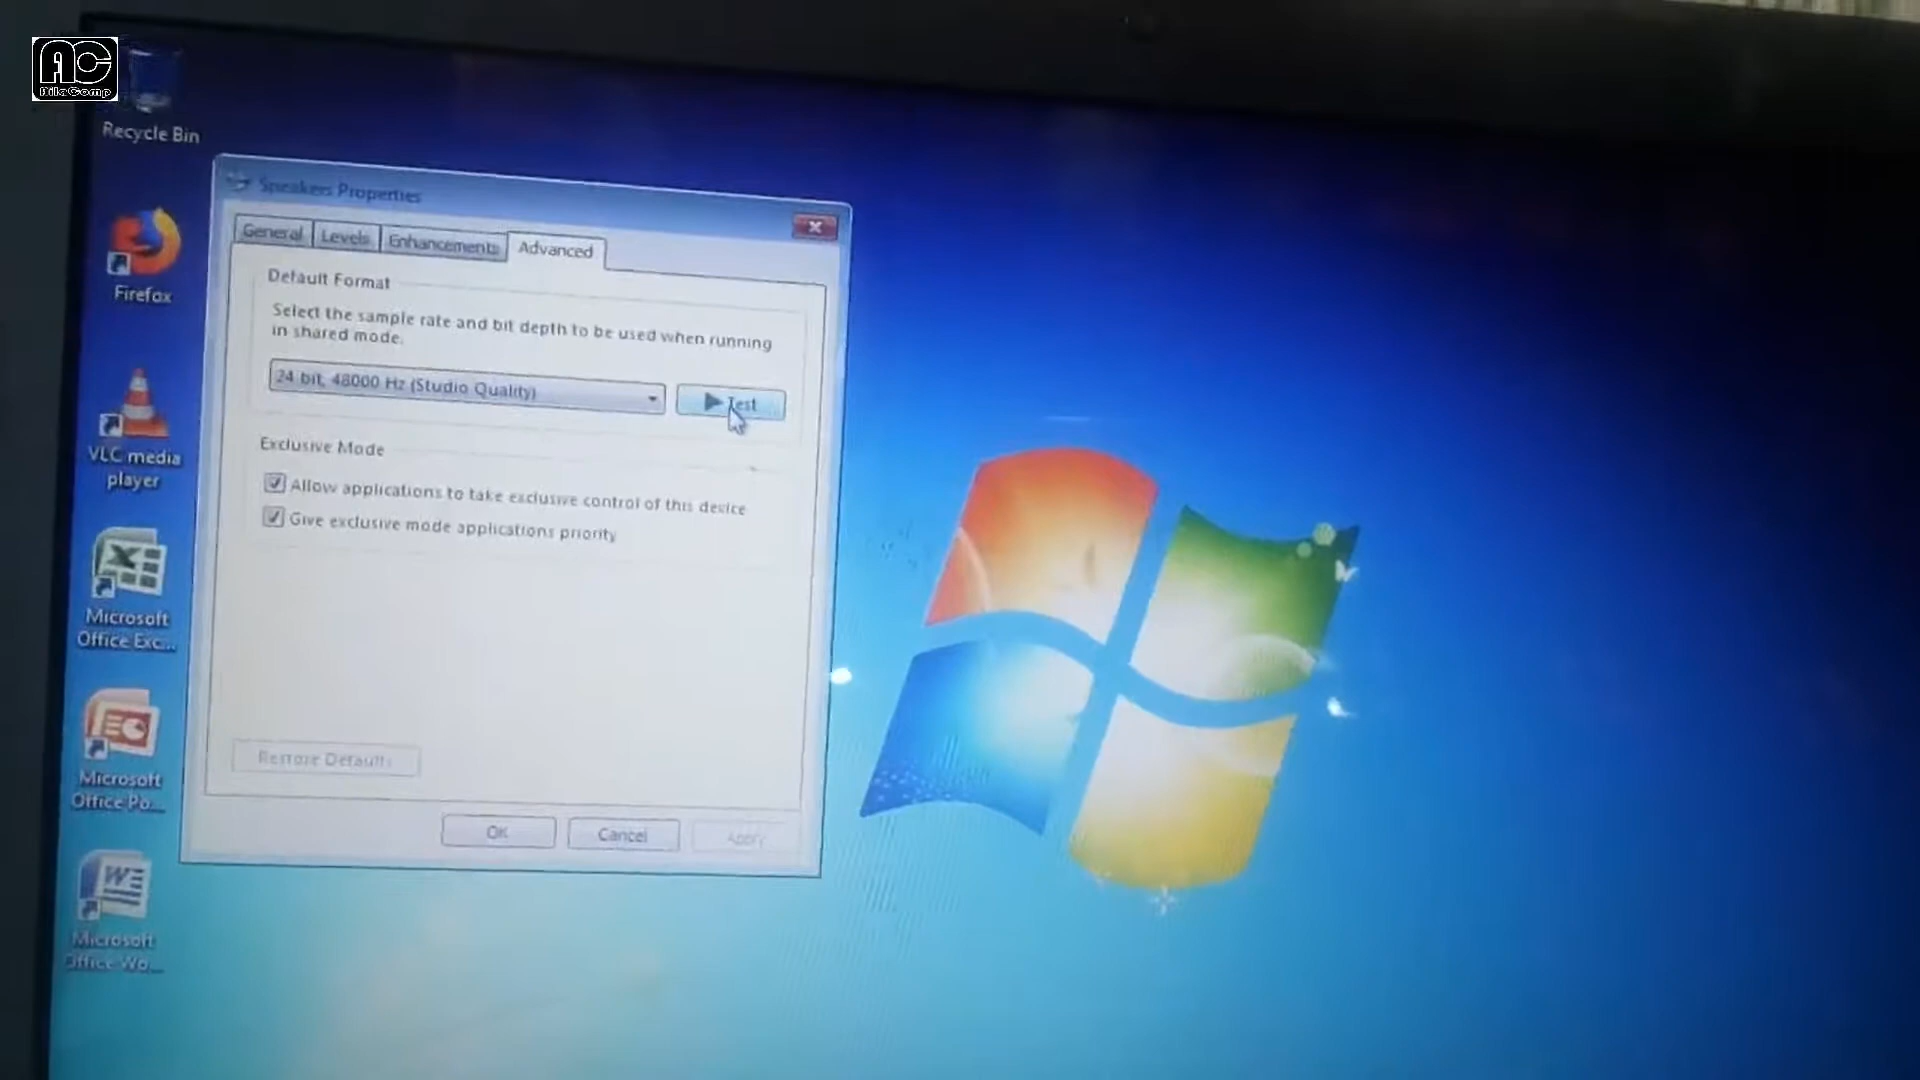 AC
Recycle Bin
Firefox
VLC media
player
Microsoft
Office Exc...
Microsoft
Office Po...
Microsoft
Office Wo...
Speakers Properties
General
Levels
Enhancements
Advanced
Default Format
Select the sample rate and bit depth to be used when running
in shared mode.
24 bit, 48000 Hz (Studio Quality)
Test
Exclusive Mode
Allow applications to take exclusive control of this device
Give exclusive mode applications priority
Restore Defaults
OK
Cancel
Apply